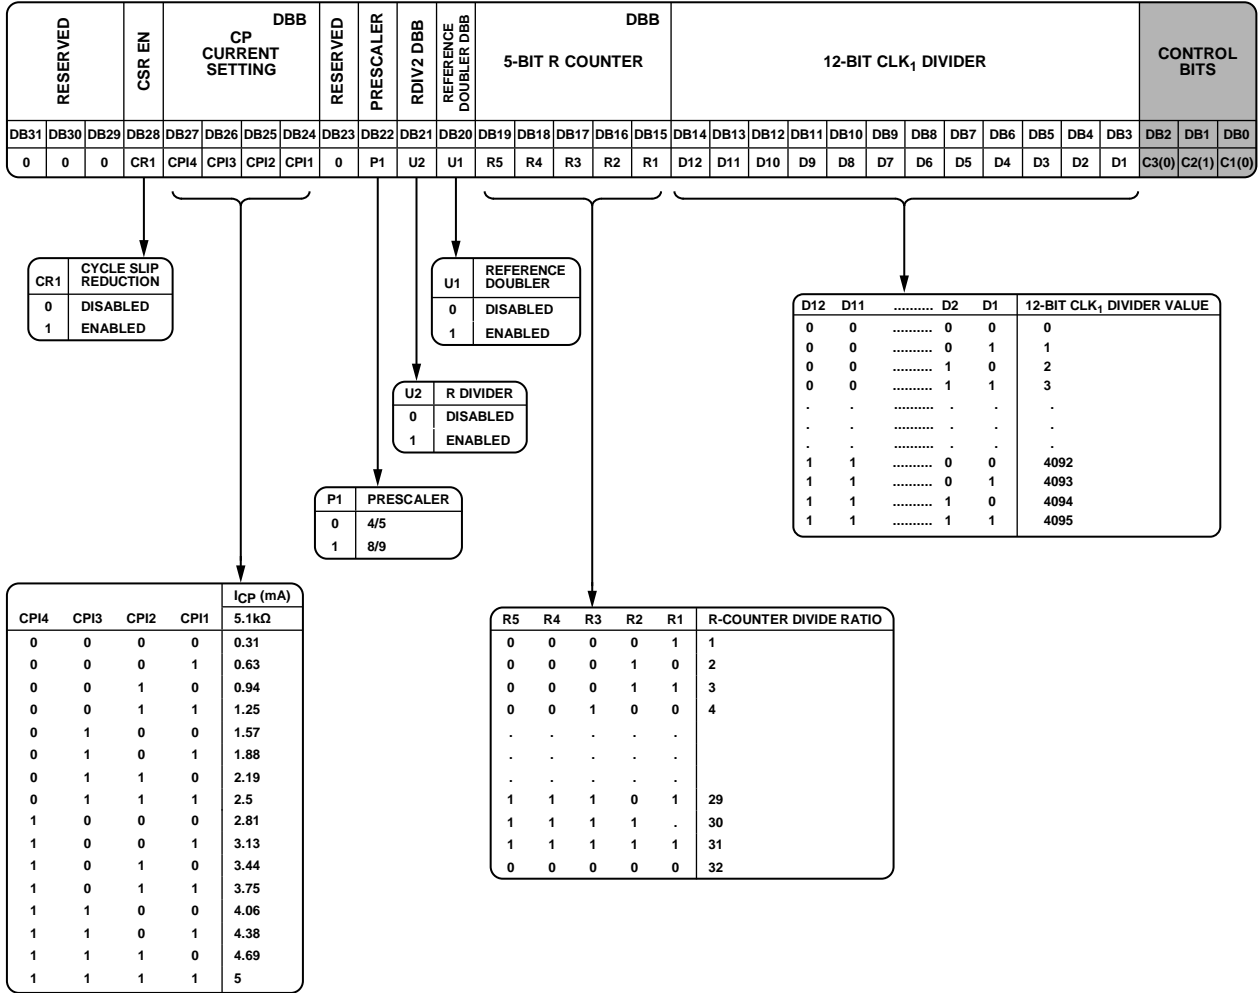 RESERVED
CSR EN
DBB
CP
CURRENT
SETTING
RESERVED
PRESCALER
RDIV2 DBB
REFERENCE
DOUBLER DBB
DBB
5-BIT R COUNTER
12-BIT CLK1 DIVIDER
CONTROL
BITS
DB31 DB30 DB29 DB28 DB27 DB26 DB25 DB24 DB23 DB22 DB21 DB20 DB19 DB18 DB17 DB16 DB15 DB14 DB13 DB12 DB11 DB10 DB9 DB8 DB7 DB6 DB5 DB4 DB3 DB2 DB1 DB0
0 0 0 CR1 CPI4 CPI3 CPI2 CPI1 0 P1 U2 U1 R5 R4 R3 R2 R1 D12 D11 D10 D9 D8 D7 D6 D5 D4 D3 D2 D1 C3(0) C2(1) C1(0)
CR1 CYCLE SLIP
REDUCTION
0 DISABLED
1 ENABLED
U1 REFERENCE
DOUBLER
0 DISABLED
1 ENABLED
U2 R DIVIDER
0 DISABLED
1 ENABLED
P1 PRESCALER
0 4/5
1 8/9
D12 D11 .......... D2 D1 12-BIT CLK1 DIVIDER VALUE
0 0 .......... 0 0 0
0 0 .......... 0 1 1
0 0 .......... 1 0 2
0 0 .......... 1 1 3
. . .......... . . .
. . .......... . . .
. . .......... . . .
1 1 .......... 0 0 4092
1 1 .......... 0 1 4093
1 1 .......... 1 0 4094
1 1 .......... 1 1 4095
ICP (mA)
CPI4 CPI3 CPI2 CPI1 5.1kΩ
0 0 0 0 0.31
0 0 0 1 0.63
0 0 1 0 0.94
0 0 1 1 1.25
0 1 0 0 1.57
0 1 0 1 1.88
0 1 1 0 2.19
0 1 1 1 2.5
1 0 0 0 2.81
1 0 0 1 3.13
1 0 1 0 3.44
1 0 1 1 3.75
1 1 0 0 4.06
1 1 0 1 4.38
1 1 1 0 4.69
1 1 1 1 5
R5 R4 R3 R2 R1 R-COUNTER DIVIDE RATIO
0 0 0 0 1 1
0 0 0 1 0 2
0 0 0 1 1 3
0 0 1 0 0 4
. . . . .
. . . . .
. . . . .
1 1 1 0 1 29
1 1 1 1 . 30
1 1 1 1 1 31
0 0 0 0 0 32